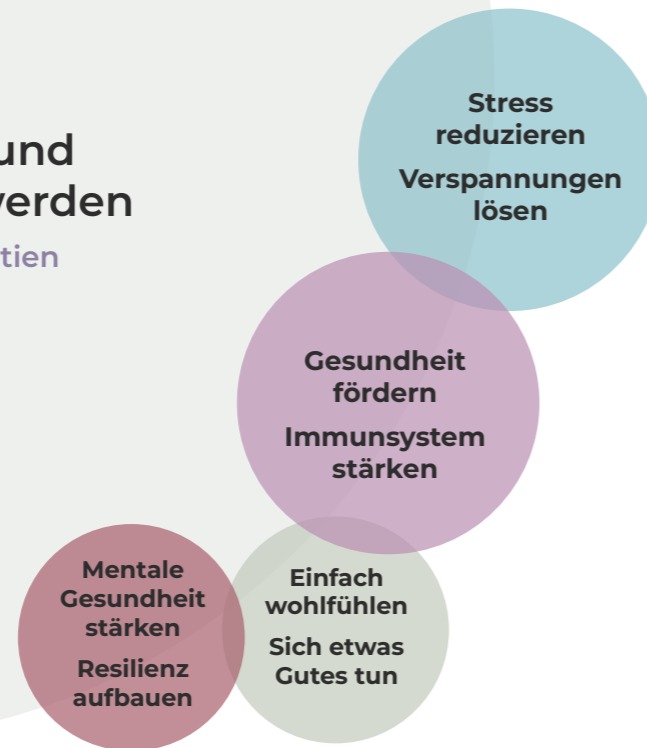 und
werden
tien
Stress
reduzieren
Verspannungen
lösen
Gesundheit
fördern
Immunsystem
stärken
Mentale
Gesundheit
stärken
Resilienz
aufbauen
Einfach
wohlfühlen
Sich etwas
Gutes tun